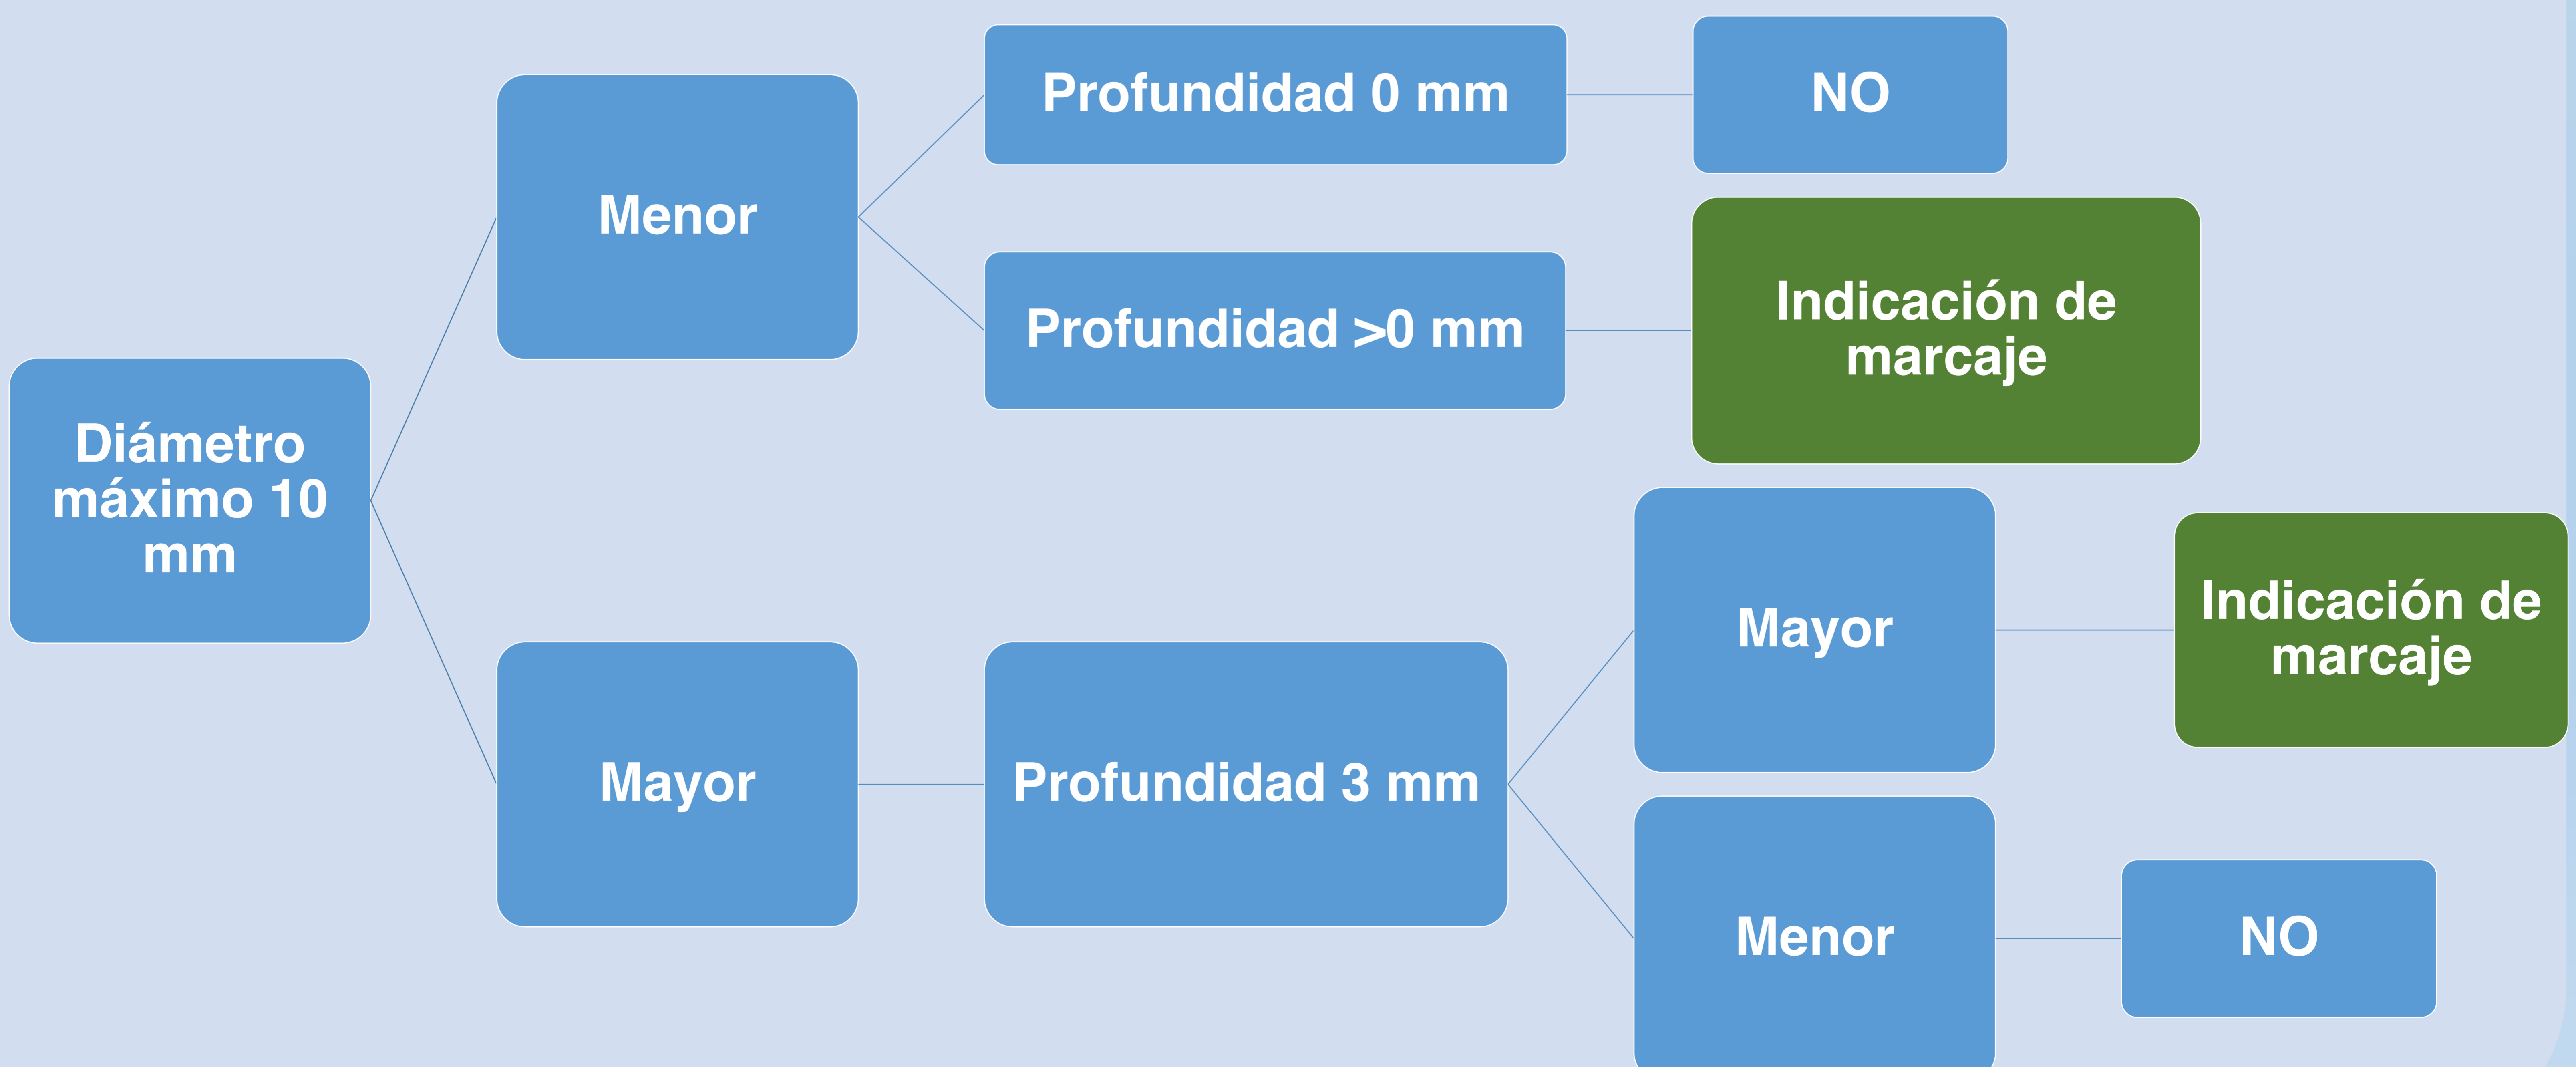 Profundidad 0 mm
NO
Menor
Profundidad >0 mm
Indicación de
marcaje
Diámetro
máximo 10
mm
Mayor
Indicación de
marcaje
Mayor
Profundidad 3 mm
Menor
NO